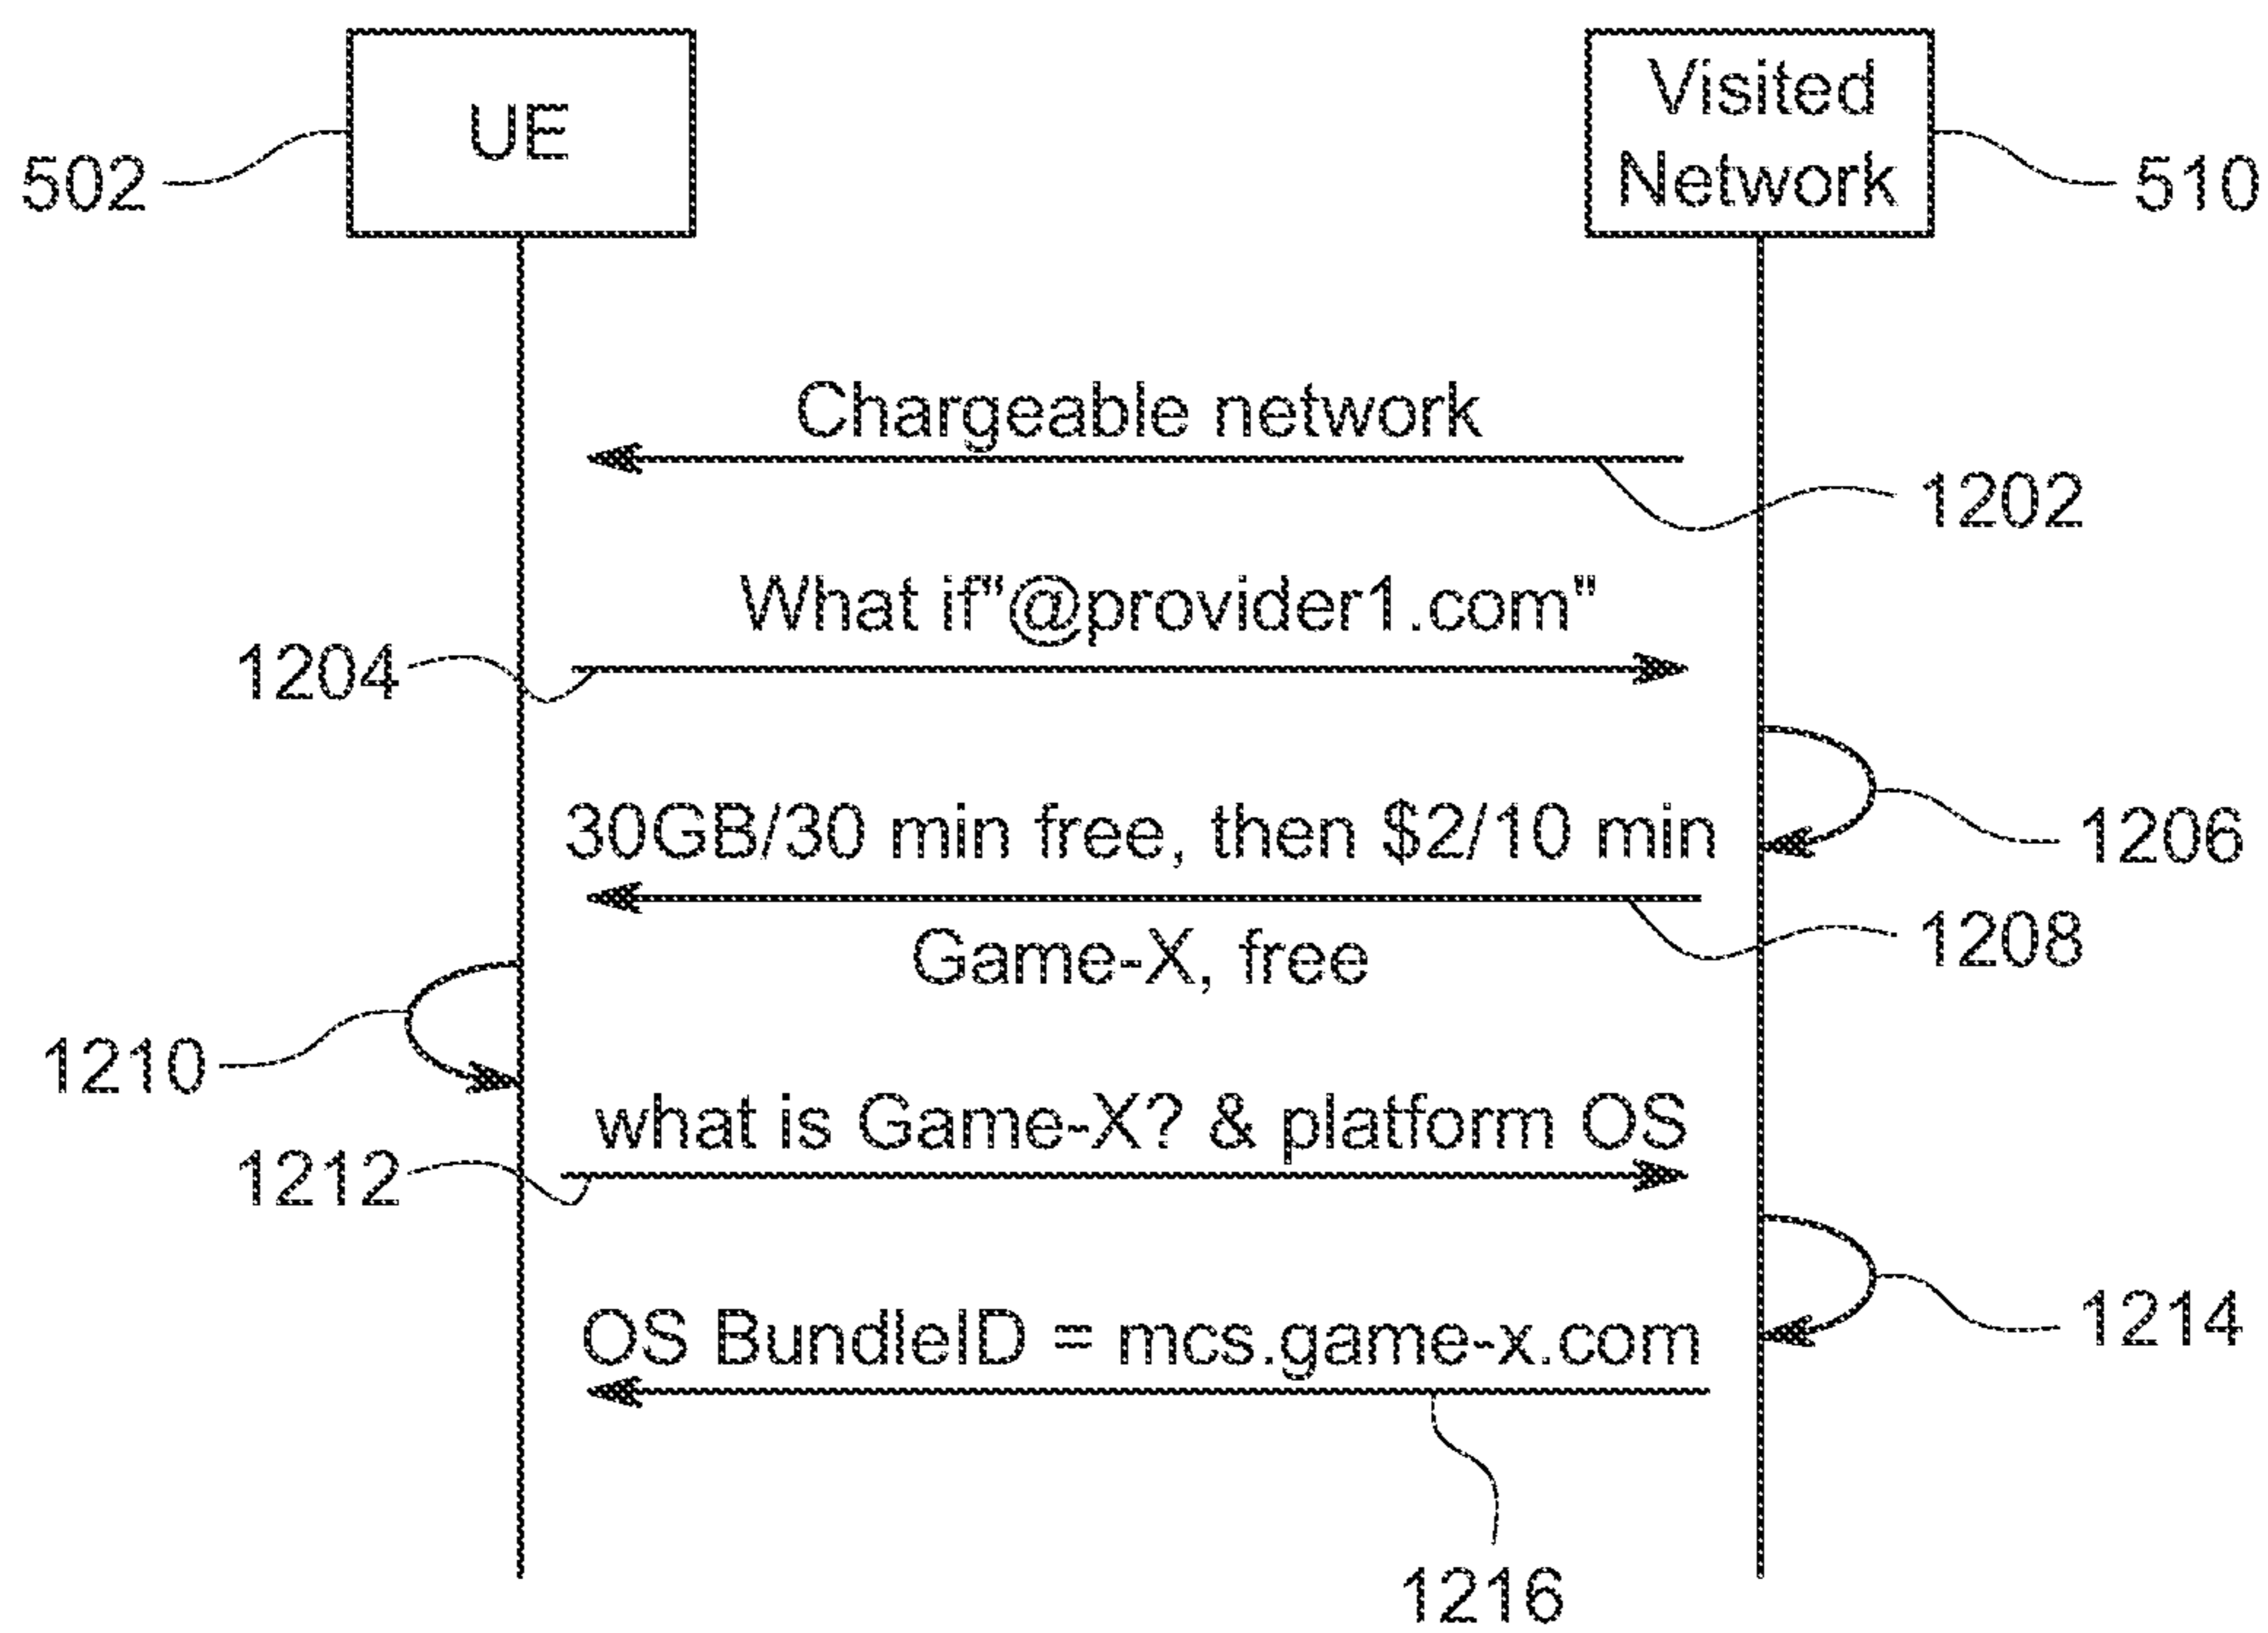 UE
Visited
Network
502
510
Chargeable network
1202
What if"@provider1.com"
1204
30GB/30 min free, then $2/10 min
1206
Game-X, free
1208
1210
what is Game-X? & platform OS
1212
OS BundleID = mcs.game-x.com
1214
1216